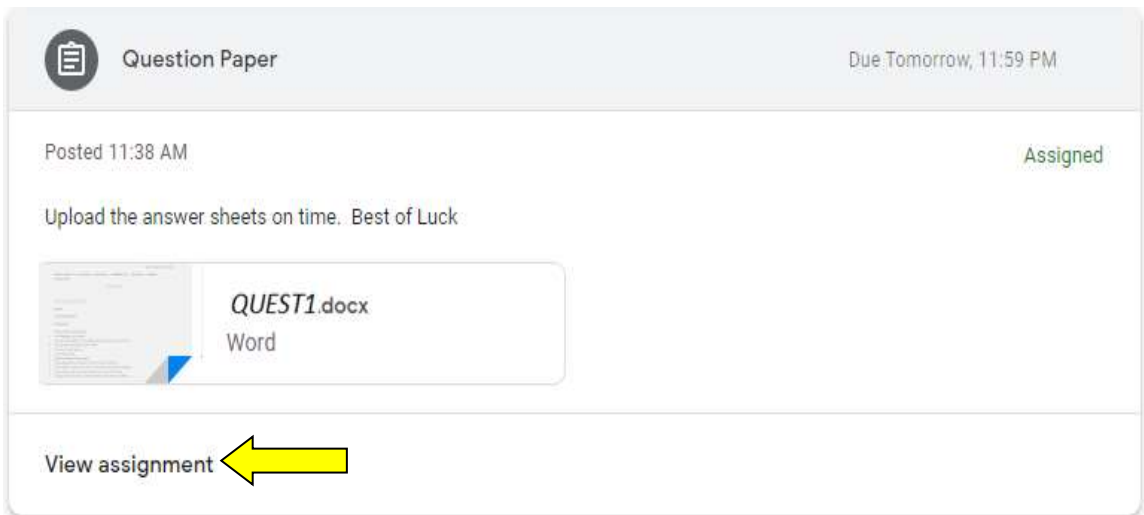 Question Paper
Due Tomorrow, 11:59 PM
Posted 11:38 AM
Assigned
Upload the answer sheets on time.  Best of Luck
QUEST1.docx
Word
View assignment